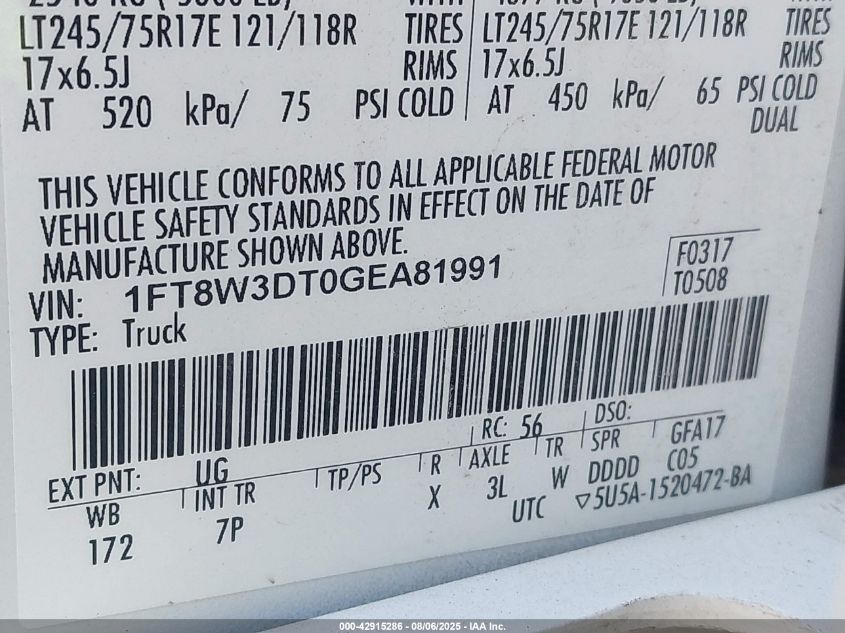 LT245/75R17E 121/118R TIRES LT245/75R17E 121/118R TIRES
17x6.5J RIMS 17x6.5J RIMS
AT 520 kPa/ 75 PSI COLD AT 450 kPa/ 65 PSI COLD
DUAL
THIS VEHICLE CONFORMS TO ALL APPLICABLE FEDERAL MOTOR
VEHICLE SAFETY STANDARDS IN EFFECT ON THE DATE OF
MANUFACTURE SHOWN ABOVE.
VIN: 1FT8W3DT0GEA81991 F0317
TYPE: Truck T0508
RC: 56 DSO:
EXT PNT: UG TP/PS R AXLE TR SPR GFA17
WB INT TR X 3L W DDDD C05
172 7P UTC ▽5U5A-1520472-BA
000-42915286 - 08/06/2025 - IAA Inc.